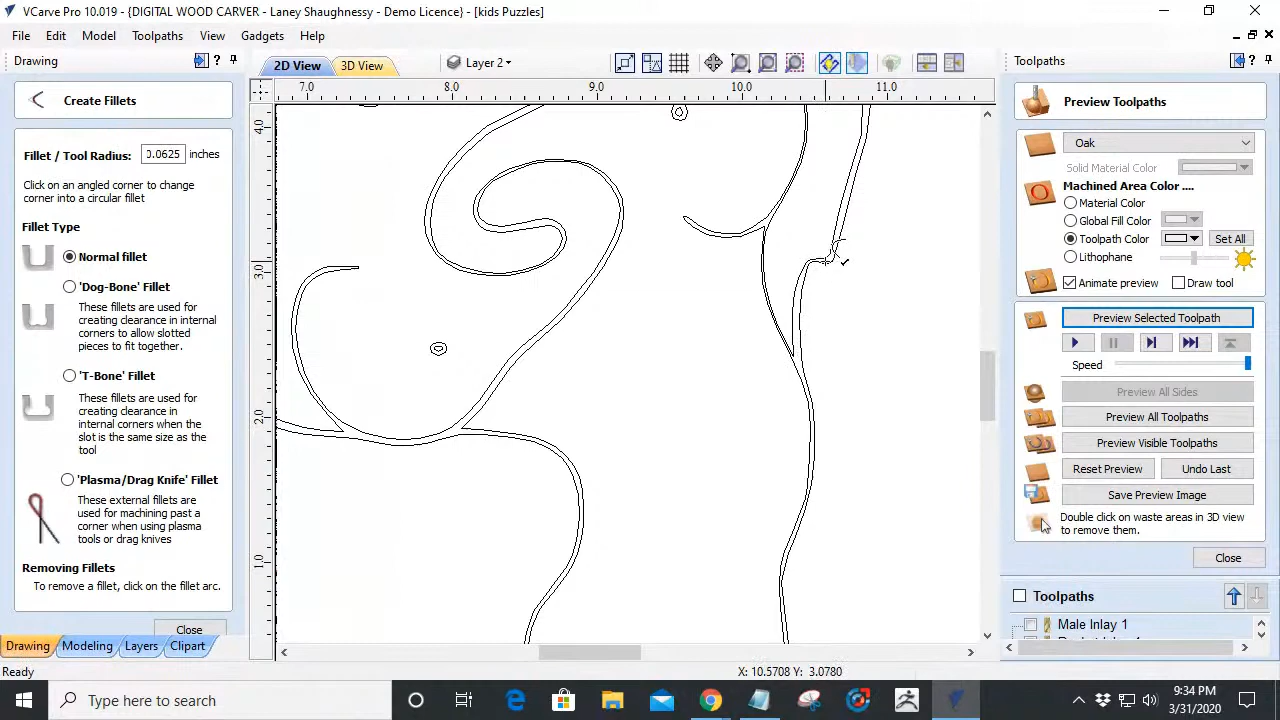 VCarve Pro 10.019 - {DIGITAL WOOD CARVER - Laney Shaughnessy - Demo Licence} - [kids Puzzles]
File Edit Model Toolpaths View Gadgets Help
Drawing
Create Fillets
Fillet / Tool Radius: 0.0625 inches
Click on an angled corner to change
corner into a circular fillet
Fillet Type
Normal fillet
'Dog-Bone' Fillet
These fillets are used for
creating clearance in internal
corners to allow slotted
pieces to fit together.
'T-Bone' Fillet
These fillets are used for
creating clearance in
internal corners when the
slot is the same size as the
tool
'Plasma/Drag Knife' Fillet
These external fillets are
used for machining past a
corner when using plasma
tools or drag knives
Removing Fillets
To remove a fillet, click on the fillet arc.
Close
Drawing Modeling Layers Clipart
2D View 3D View Layer 2
7.0 8.0 9.0 10.0 11.0
4.0
3.0
2.0
1.0
Toolpaths
Preview Toolpaths
Oak
Solid Material Color
Machined Area Color ....
Material Color
Global Fill Color
Toolpath Color Set All
Lithophane
Animate preview Draw tool
Preview Selected Toolpath
Speed
Preview All Sides
Preview All Toolpaths
Preview Visible Toolpaths
Reset Preview Undo Last
Save Preview Image
Double click on waste areas in 3D view
to remove them.
Close
Toolpaths
Male Inlay 1
Ready X: 10.5708 Y: 3.0780
Type here to search
9:34 PM
3/31/2020